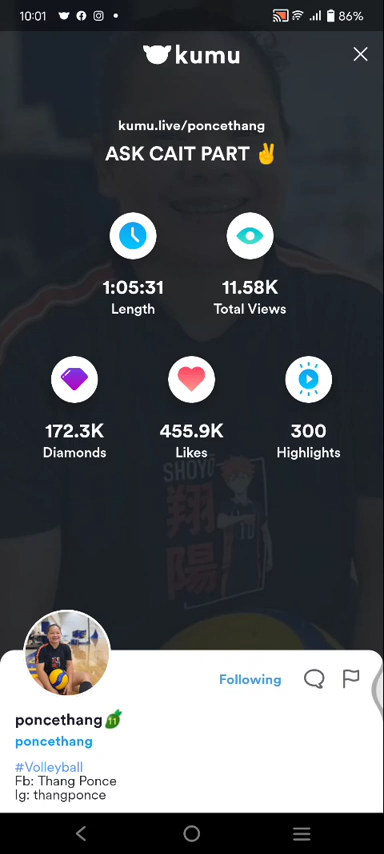 10:01
86%
kumu
kumu.live/poncethang
ASK CAIT PART ✌️
1:05:31
11.58K
Length
Total Views
172.3K
455.9K
300
Diamonds
Likes
Highlights
SHOYO
翔
陽!
Following
poncethang
11
poncethang
#Volleyball
Fb: Thang Ponce
Ig: thangponce